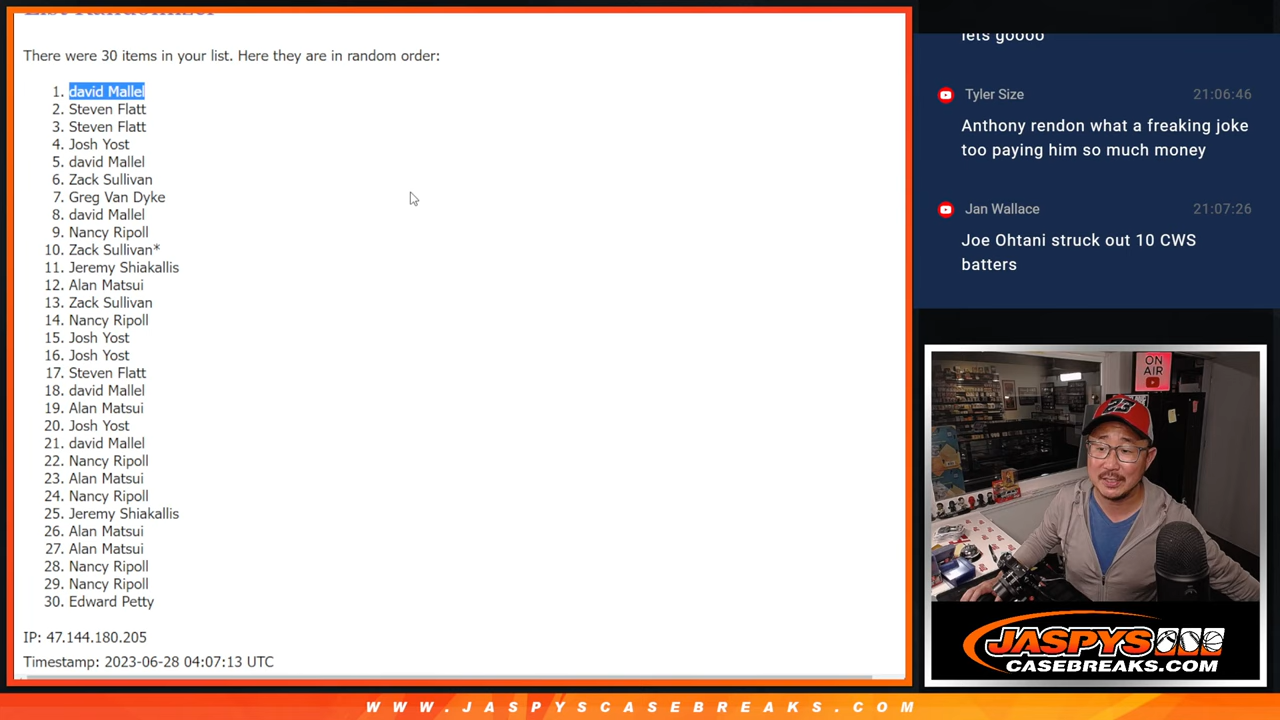 There were 30 items in your list. Here they are in random order:
1. david Mallel
2. Steven Flatt
3. Steven Flatt
4. Josh Yost
5. david Mallel
6. Zack Sullivan
7. Greg Van Dyke
8. david Mallel
9. Nancy Ripoll
10. Zack Sullivan*
11. Jeremy Shiakallis
12. Alan Matsui
13. Zack Sullivan
14. Nancy Ripoll
15. Josh Yost
16. Josh Yost
17. Steven Flatt
18. david Mallel
19. Alan Matsui
20. Josh Yost
21. david Mallel
22. Nancy Ripoll
23. Alan Matsui
24. Nancy Ripoll
25. Jeremy Shiakallis
26. Alan Matsui
27. Alan Matsui
28. Nancy Ripoll
29. Nancy Ripoll
30. Edward Petty
IP: 47.144.180.205
Timestamp: 2023-06-28 04:07:13 UTC
lets goooo
Tyler Size 21:06:46
Anthony rendon what a freaking joke
too paying him so much money
Jan Wallace 21:07:26
Joe Ohtani struck out 10 CWS
batters
ON
AIR
23
JASPYS
CASEBREAKS.COM
WWW.JASPYSCASEBREAKS.COM